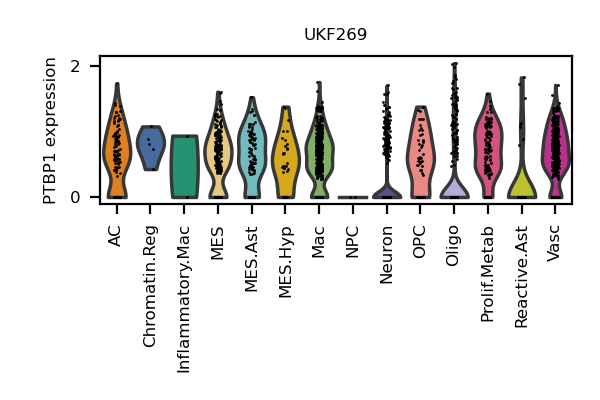 UKF269
PTBP1 expression
2
0
AC
Chromatin.Reg
Inflammatory.Mac
MES
MES.Ast
MES.Hyp
Mac
NPC
Neuron
OPC
Oligo
Prolif.Metab
Reactive.Ast
Vasc